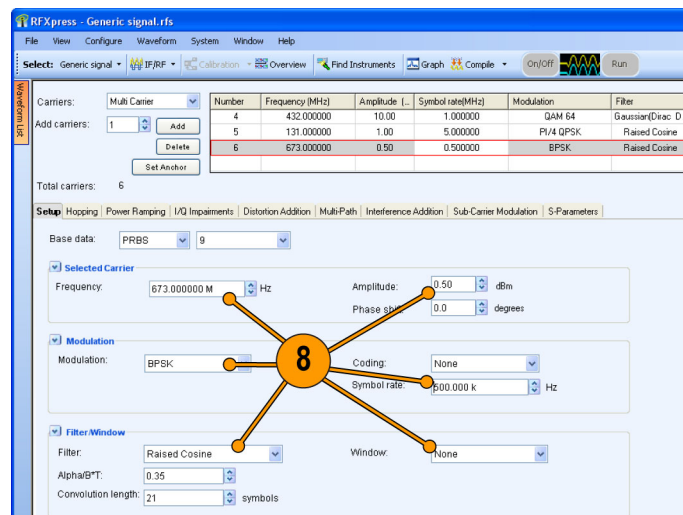 RFXpress - Generic signal.rfs
File View Configure Waveform System Window Help
Select: Generic signal IF/RF Calibration Overview Find Instruments Graph Compile On/Off Run
Waveform List
Carriers: Multi Carrier
Add carriers: 1 Add
Delete
Set Anchor
Total carriers: 6
Number Frequency (MHz) Amplitude (... Symbol rate(MHz) Modulation Filter
4 432.000000 10.00 1.000000 QAM 64 Gaussian(Dirac D
5 131.000000 1.00 5.000000 PI/4 QPSK Raised Cosine
6 673.000000 0.50 0.500000 BPSK Raised Cosine
Setup Hopping Power Ramping I/Q Impairments Distortion Addition Multi-Path Interference Addition Sub-Carrier Modulation S-Parameters
Base data: PRBS 9
Selected Carrier
Frequency: 673.000000 M Hz Amplitude: 0.50 dBm
Phase shift: 0.0 degrees
Modulation
Modulation: BPSK Coding: None
8
Symbol rate: 500.000 k Hz
Filter/Window
Filter: Raised Cosine Window: None
Alpha/B*T: 0.35
Convolution length: 21 symbols